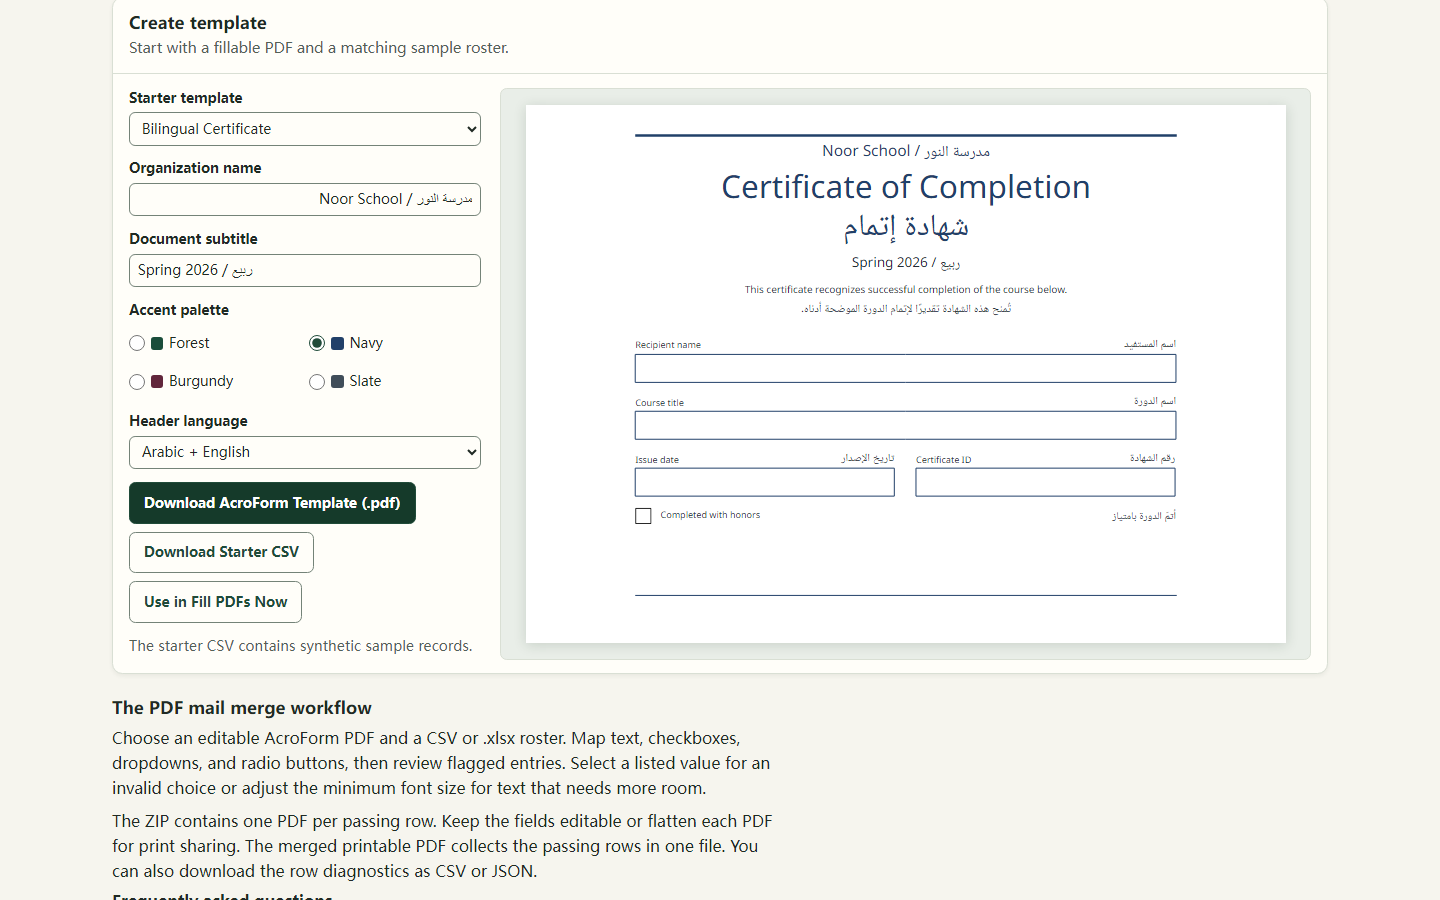 Create template
Start with a fillable PDF and a matching sample roster.
Starter template
Bilingual Certificate
Organization name
Noor School / مدرسة النور
Document subtitle
Spring 2026 / ربيع
Accent palette
Forest
Navy
Burgundy
Slate
Header language
Arabic + English
Download AcroForm Template (.pdf)
Download Starter CSV
Use in Fill PDFs Now
The starter CSV contains synthetic sample records.
Noor School / مدرسة النور
Certificate of Completion
شهادة إتمام
Spring 2026 / ربيع
This certificate recognizes successful completion of the course below.
تُمنح هذه الشهادة تقديرًا لإتمام الدورة الموضحة أدناه.
Recipient name اسم المستفيد
Course title اسم الدورة
Issue date تاريخ الإصدار
Certificate ID رقم الشهادة
Completed with honors أتمّ الدورة بامتياز
The PDF mail merge workflow
Choose an editable AcroForm PDF and a CSV or .xlsx roster. Map text, checkboxes,
dropdowns, and radio buttons, then review flagged entries. Select a listed value for an
invalid choice or adjust the minimum font size for text that needs more room.
The ZIP contains one PDF per passing row. Keep the fields editable or flatten each PDF
for print sharing. The merged printable PDF collects the passing rows in one file. You
can also download the row diagnostics as CSV or JSON.
Frequently asked questions